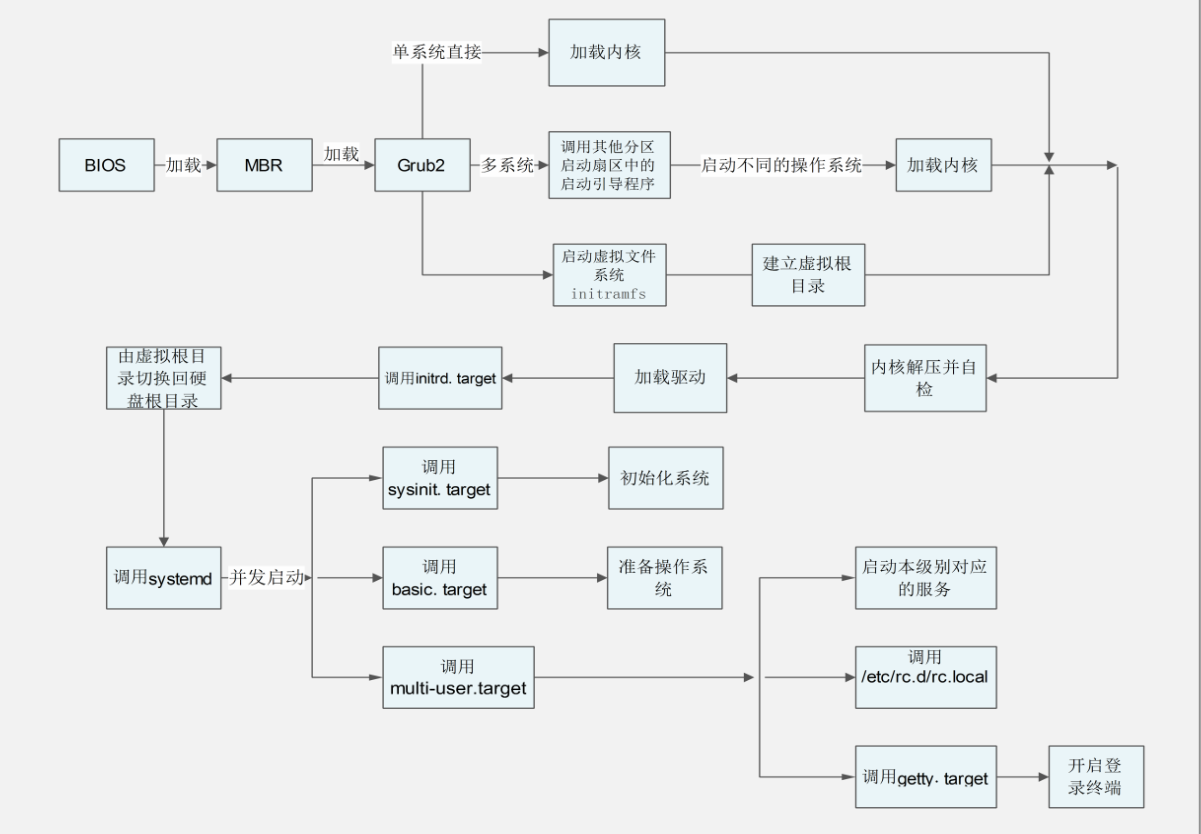 单系统直接
加载内核
BIOS
加载
MBR
加载
Grub2
多系统
调用其他分区
启动扇区中的
启动引导程序
启动不同的操作系统
加载内核
启动虚拟文件
系统
initramfs
建立虚拟根
目录
由虚拟根目
录切换回硬
盘根目录
调用initrd. target
加载驱动
内核解压并自
检
调用
sysinit. target
初始化系统
调用systemd
并发启动
调用
basic. target
准备操作系
统
启动本级别对应
的服务
调用
multi-user.target
调用
/etc/rc.d/rc.local
调用getty. target
开启登
录终端